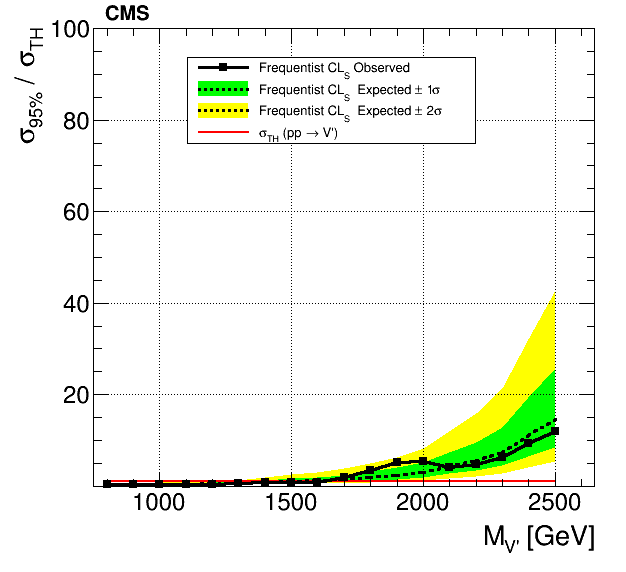 CMS
σ95% / σTH
100
80
60
40
20
Frequentist CLS Observed
Frequentist CLS Expected ± 1σ
Frequentist CLS Expected ± 2σ
σTH (pp → V')
1000 1500 2000 2500
MV' [GeV]